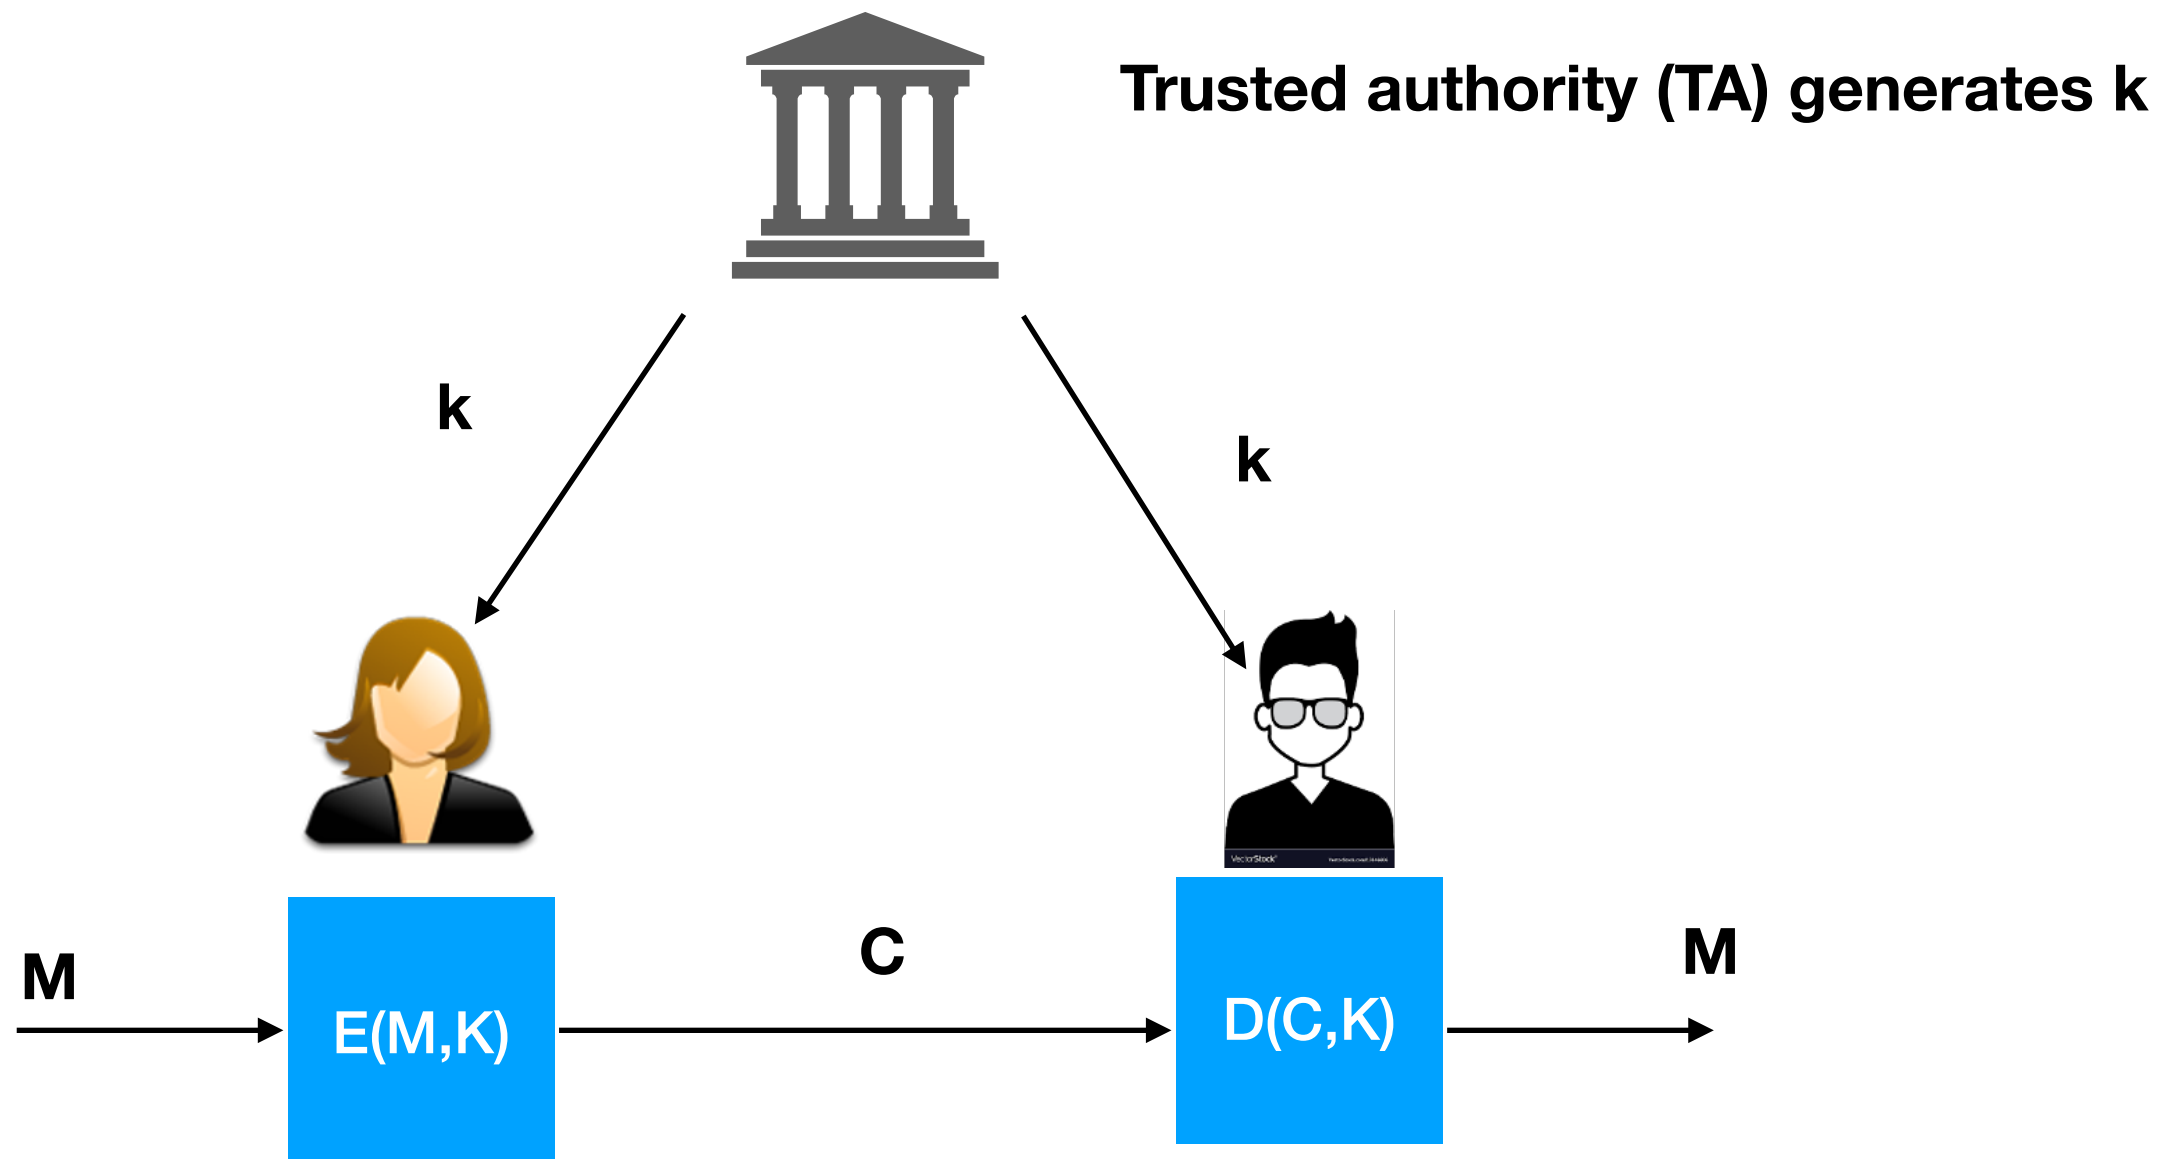 Trusted authority (TA) generates k
k
k
M
C
M
E(M,K)
D(C,K)
VectorStock